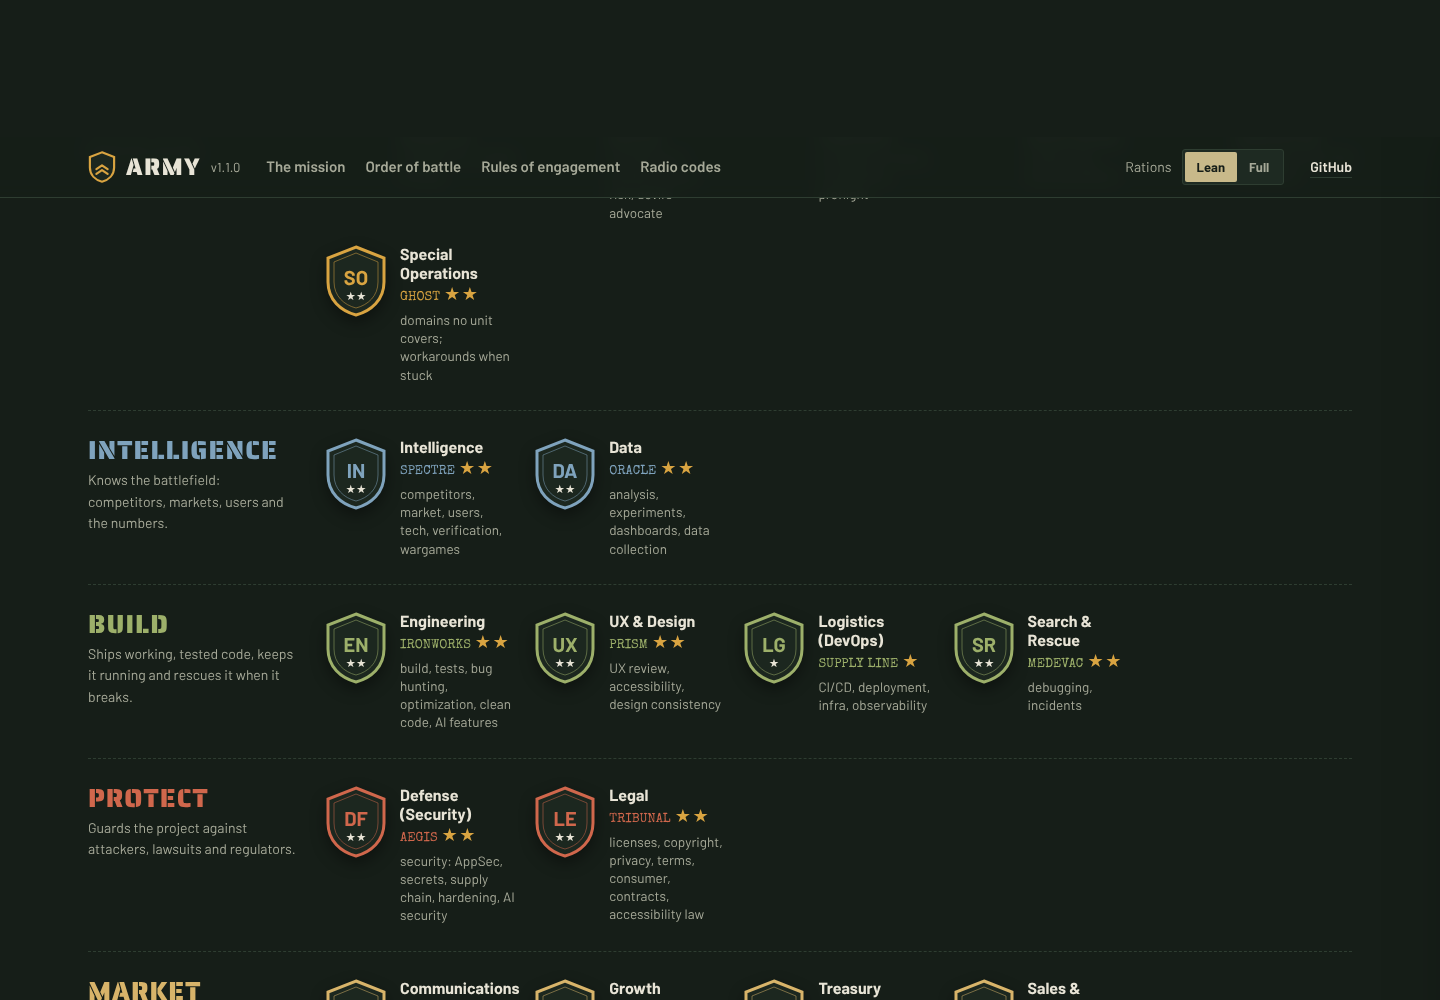 ARMY v1.1.0 The mission Order of battle Rules of engagement Radio codes Rations Lean Full GitHub
advocate
SO
Special
Operations
GHOST ★★
domains no unit
covers;
workarounds when
stuck
INTELLIGENCE
Knows the battlefield:
competitors, markets, users and
the numbers.
IN
Intelligence
SPECTRE ★★
competitors,
market, users,
tech, verification,
wargames
DA
Data
ORACLE ★★
analysis,
experiments,
dashboards, data
collection
BUILD
Ships working, tested code, keeps
it running and rescues it when it
breaks.
EN
Engineering
IRONWORKS ★★
build, tests, bug
hunting,
optimization, clean
code, AI features
UX
UX & Design
PRISM ★★
UX review,
accessibility,
design consistency
LG
Logistics
(DevOps)
SUPPLY LINE ★
CI/CD, deployment,
infra, observability
SR
Search &
Rescue
MEDEVAC ★★
debugging,
incidents
PROTECT
Guards the project against
attackers, lawsuits and regulators.
DF
Defense
(Security)
AEGIS ★★
security: AppSec,
secrets, supply
chain, hardening, AI
security
LE
Legal
TRIBUNAL ★★
licenses, copyright,
privacy, terms,
consumer,
contracts,
accessibility law
MARKET
Communications
Growth
Treasury
Sales &